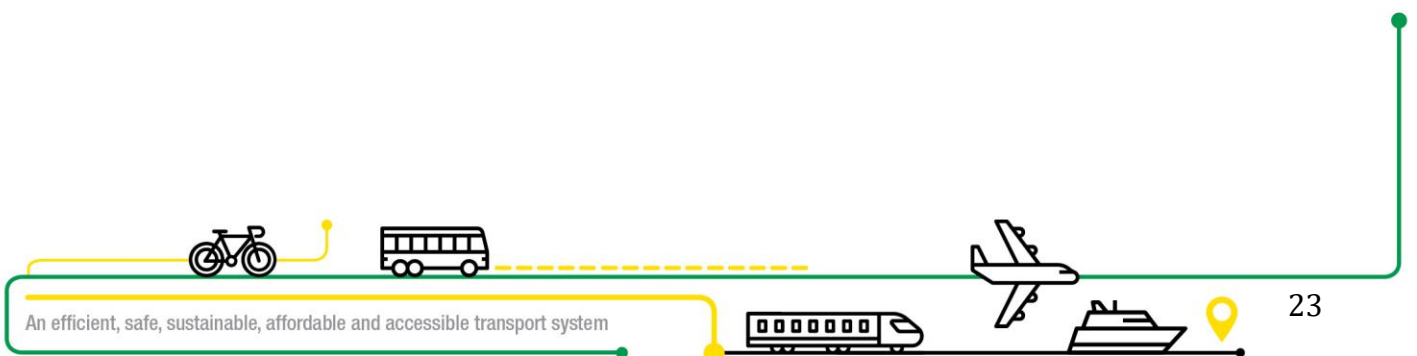 An efficient, safe, sustainable, affordable and accessible transport system
23